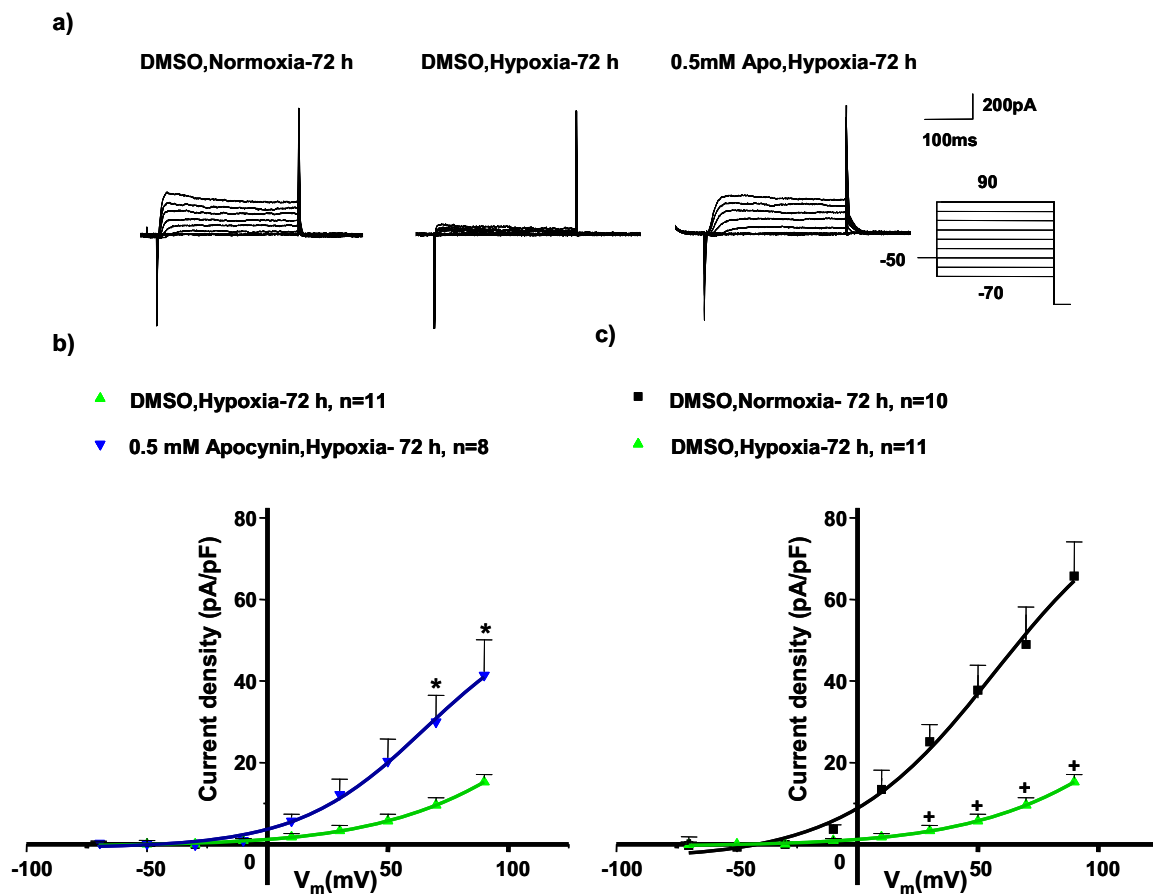 a)
DMSO,Normoxia-72 h
DMSO,Hypoxia-72 h
0.5mM Apo,Hypoxia-72 h
200pA
100ms
90
-50
-70
b)
DMSO,Hypoxia-72 h, n=11
0.5 mM Apocynin,Hypoxia- 72 h, n=8
80
60
40
20
Current density (pA/pF)
* *
-100 -50 0 50 100
Vm(mV)
c)
DMSO,Normoxia- 72 h, n=10
DMSO,Hypoxia-72 h, n=11
80
60
40
20
Current density (pA/pF)
+ + + +
-100 -50 0 50 100
Vm(mV)